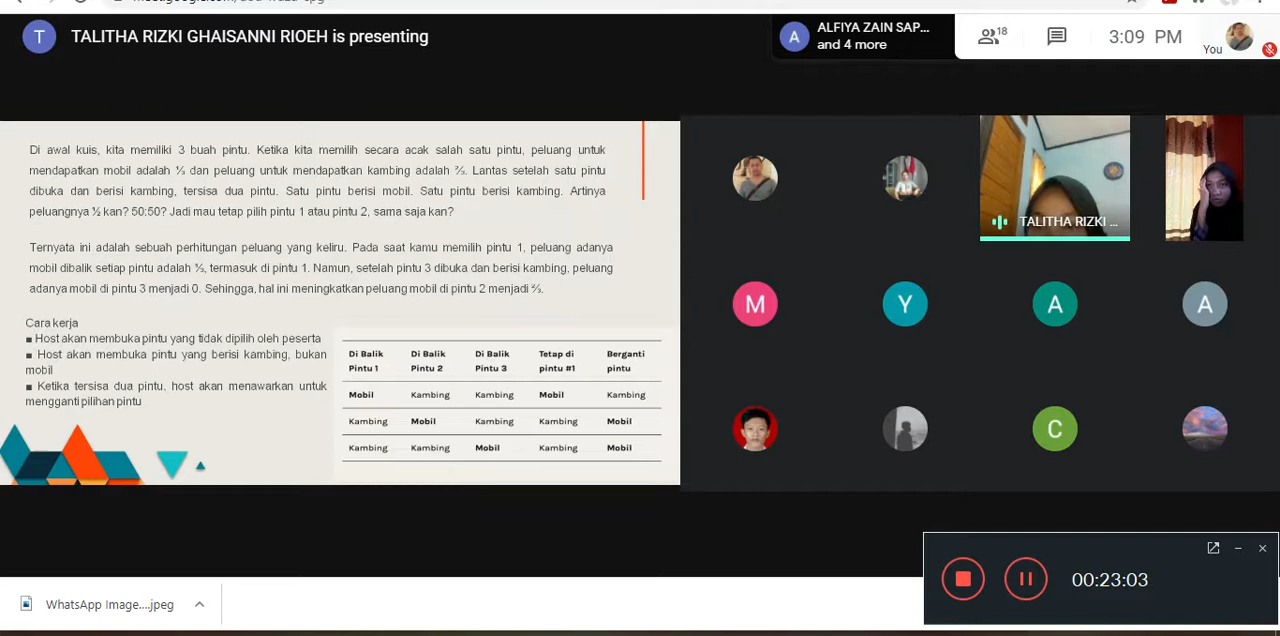 TALITHA RIZKI GHAISANNI RIOEH is presenting
ALFIYA ZAIN SAP...
and 4 more
18
3:09 PM
You
Di awal kuis, kita memiliki 3 buah pintu. Ketika kita memilih secara acak salah satu pintu, peluang untuk
mendapatkan mobil adalah ⅓ dan peluang untuk mendapatkan kambing adalah ⅔. Lantas setelah satu pintu
dibuka dan berisi kambing, tersisa dua pintu. Satu pintu berisi mobil. Satu pintu berisi kambing. Artinya
peluangnya ½ kan? 50:50? Jadi mau tetap pilih pintu 1 atau pintu 2, sama saja kan?
Ternyata ini adalah sebuah perhitungan peluang yang keliru. Pada saat kamu memilih pintu 1, peluang adanya
mobil dibalik setiap pintu adalah ⅓, termasuk di pintu 1. Namun, setelah pintu 3 dibuka dan berisi kambing, peluang
adanya mobil di pintu 3 menjadi 0. Sehingga, hal ini meningkatkan peluang mobil di pintu 2 menjadi ⅔.
Cara kerja
■ Host akan membuka pintu yang tidak dipilih oleh peserta
■ Host akan membuka pintu yang berisi kambing, bukan
mobil
■ Ketika tersisa dua pintu, host akan menawarkan untuk
mengganti pilihan pintu
Di Balik Di Balik Di Balik Tetap di Berganti
Pintu 1 Pintu 2 Pintu 3 pintu #1 pintu
Mobil Kambing Kambing Mobil Kambing
Kambing Mobil Kambing Kambing Mobil
Kambing Kambing Mobil Kambing Mobil
T
A
TALITHA RIZKI ...
M
Y
A
A
C
00:23:03
WhatsApp Image....jpeg